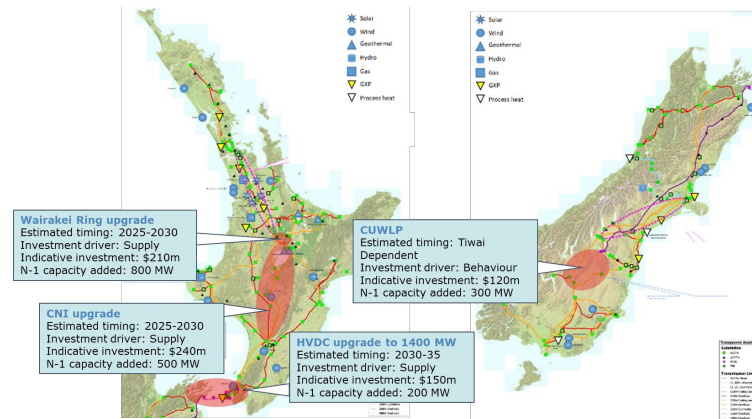 Solar
Wind
Geothermal
Hydro
Gas
GXP
Process heat
Solar
Wind
Geothermal
Hydro
Gas
GXP
Process heat
Wairakei Ring upgrade
Estimated timing: 2025-2030
Investment driver: Supply
Indicative investment: $210m
N-1 capacity added: 800 MW
CUWLP
Estimated timing: Tiwai
Dependent
Investment driver: Behaviour
Indicative investment: $120m
N-1 capacity added: 300 MW
CNI upgrade
Estimated timing: 2025-2030
Investment driver: Supply
Indicative investment: $240m
N-1 capacity added: 500 MW
HVDC upgrade to 1400 MW
Estimated timing: 2030-35
Investment driver: Supply
Indicative investment: $150m
N-1 capacity added: 200 MW